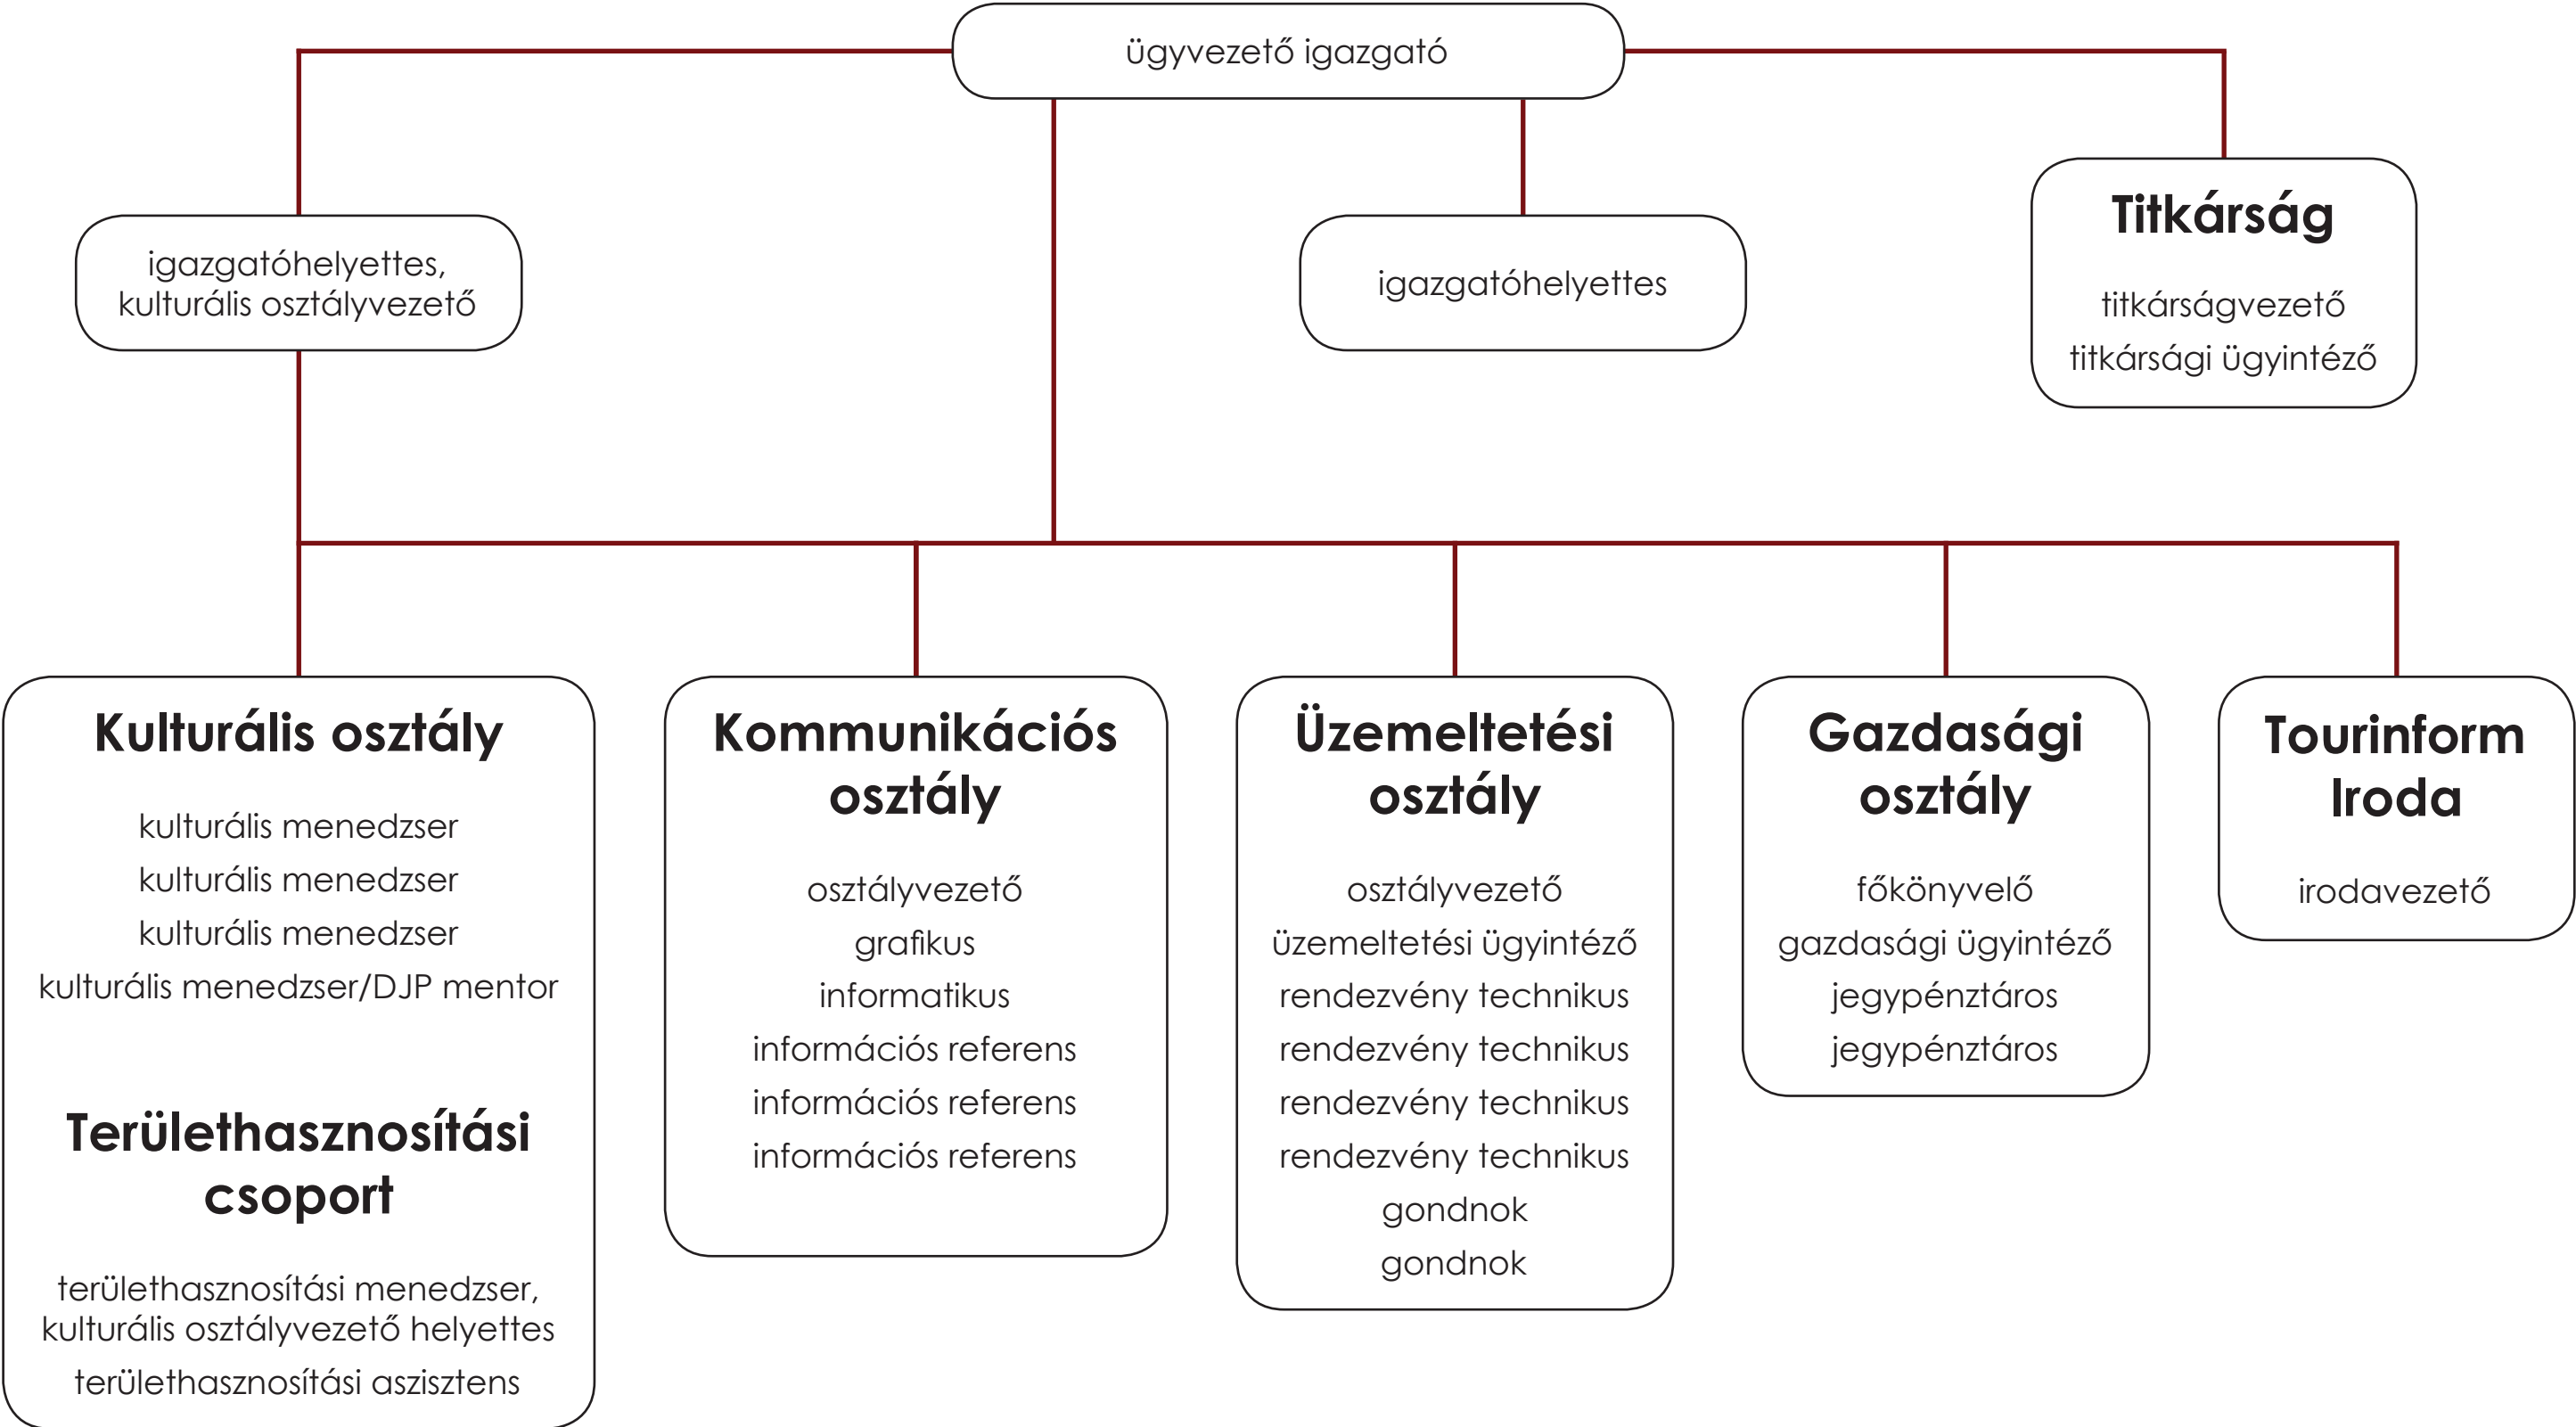 ügyvezető igazgató
igazgatóhelyettes,
kulturális osztályvezető
igazgatóhelyettes
Titkárság
titkárságvezető
titkársági ügyintéző
Kulturális osztály
kulturális menedzser
kulturális menedzser
kulturális menedzser
kulturális menedzser/DJP mentor
Területhasznosítási
csoport
területhasznosítási menedzser,
kulturális osztályvezető helyettes
területhasznosítási aszisztens
Kommunikációs
osztály
osztályvezető
grafikus
informatikus
információs referens
információs referens
információs referens
Üzemeltetési
osztály
osztályvezető
üzemeltetési ügyintéző
rendezvény technikus
rendezvény technikus
rendezvény technikus
rendezvény technikus
gondnok
gondnok
Gazdasági
osztály
főkönyvelő
gazdasági ügyintéző
jegypénztáros
jegypénztáros
Tourinform
Iroda
irodavezető